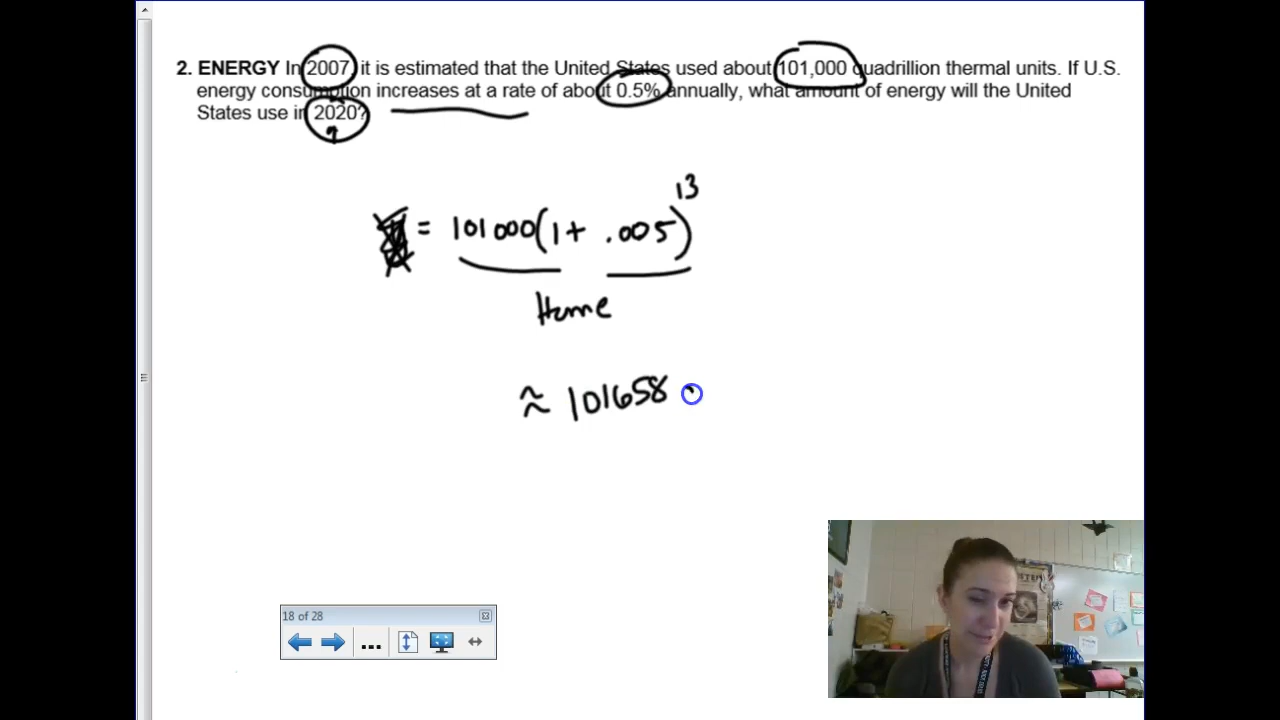 2. ENERGY In 2007, it is estimated that the United States used about 101,000 quadrillion thermal units. If U.S.
energy consumption increases at a rate of about 0.5% annually, what amount of energy will the United
States use in 2020?
= 101000(1 + .005)^13
Home
≈ 101658
18 of 28
...